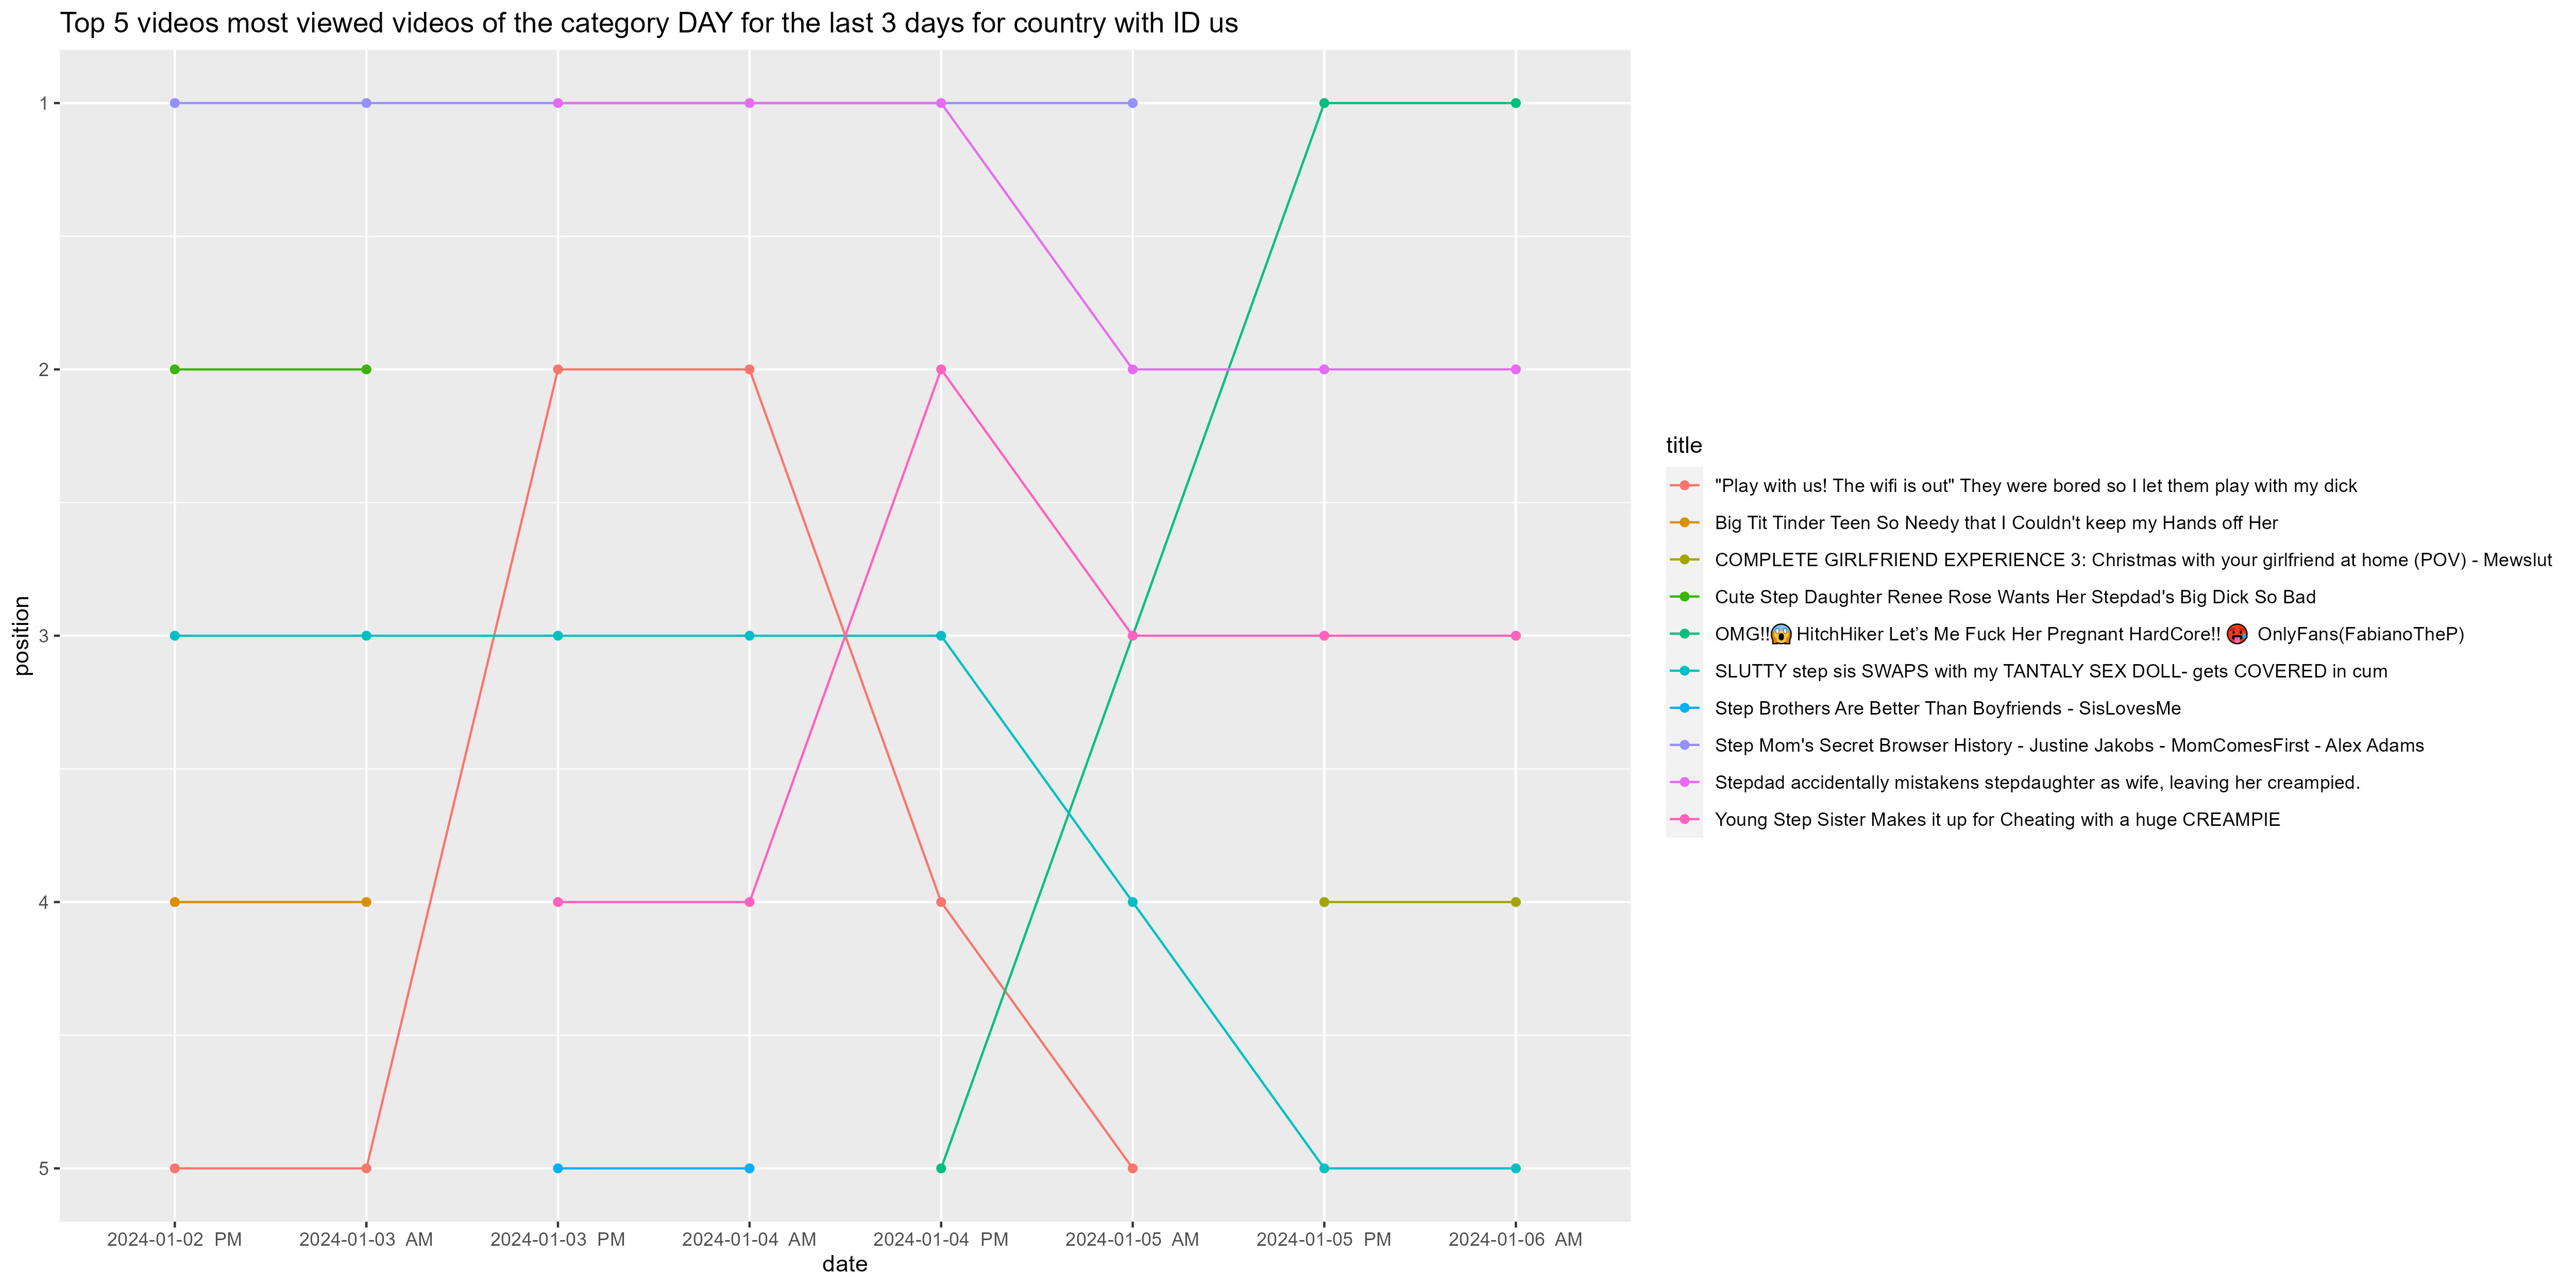 Top 5 videos most viewed videos of the category DAY for the last 3 days for country with ID us
position
1
2
3
4
5
2024-01-02 PM
2024-01-03 AM
2024-01-03 PM
2024-01-04 AM
2024-01-04 PM
2024-01-05 AM
2024-01-05 PM
2024-01-06 AM
date
title
"Play with us! The wifi is out" They were bored so I let them play with my dick
Big Tit Tinder Teen So Needy that I Couldn't keep my Hands off Her
COMPLETE GIRLFRIEND EXPERIENCE 3: Christmas with your girlfriend at home (POV) - Mewslut
Cute Step Daughter Renee Rose Wants Her Stepdad's Big Dick So Bad
OMG!!😱 HitchHiker Let’s Me Fuck Her Pregnant HardCore!! 🥵 OnlyFans(FabianoTheP)
SLUTTY step sis SWAPS with my TANTALY SEX DOLL- gets COVERED in cum
Step Brothers Are Better Than Boyfriends - SisLovesMe
Step Mom's Secret Browser History - Justine Jakobs - MomComesFirst - Alex Adams
Stepdad accidentally mistakens stepdaughter as wife, leaving her creampied.
Young Step Sister Makes it up for Cheating with a huge CREAMPIE